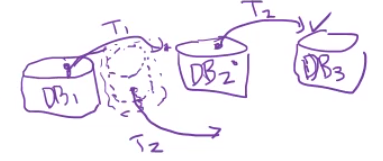 T₁
T₂
DB₁
DB₂
DB₃
T₂